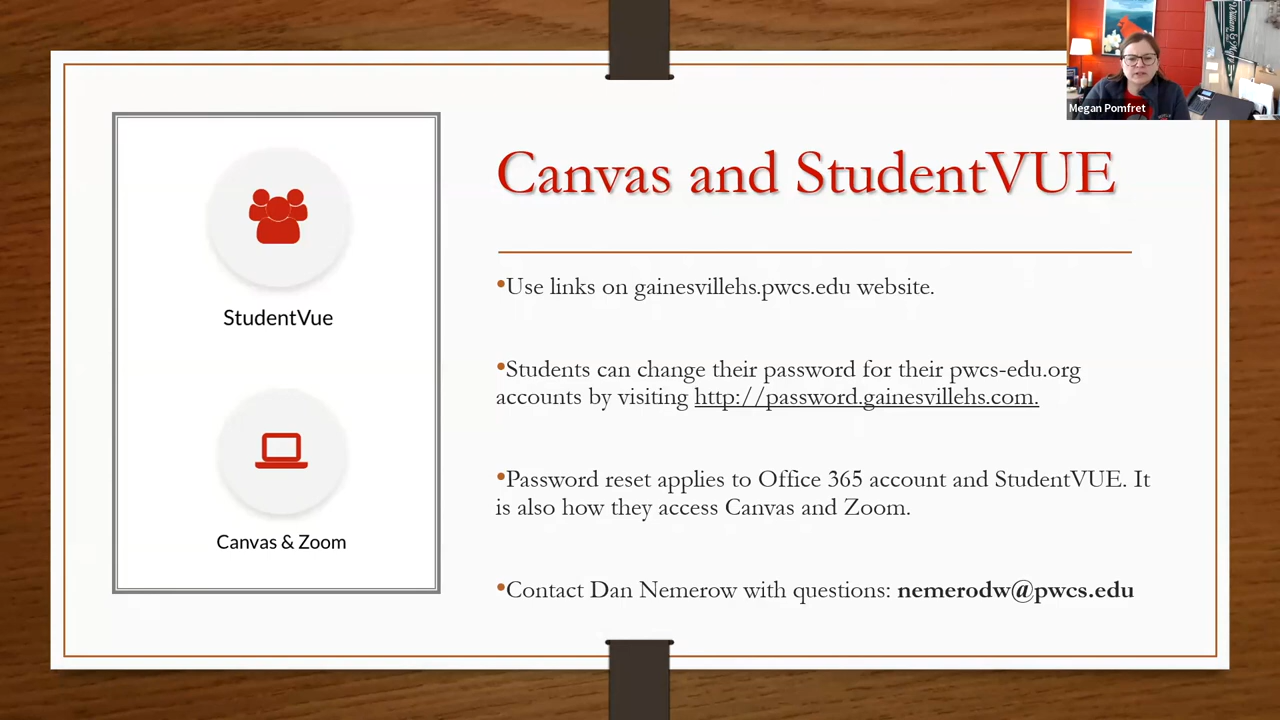 Megan Pomfret
Canvas and StudentVUE
StudentVue
Canvas & Zoom
•Use links on gainesvillehs.pwcs.edu website.
•Students can change their password for their pwcs-edu.org
accounts by visiting http://password.gainesvillehs.com.
•Password reset applies to Office 365 account and StudentVUE. It
is also how they access Canvas and Zoom.
•Contact Dan Nemerow with questions: nemerodw@pwcs.edu